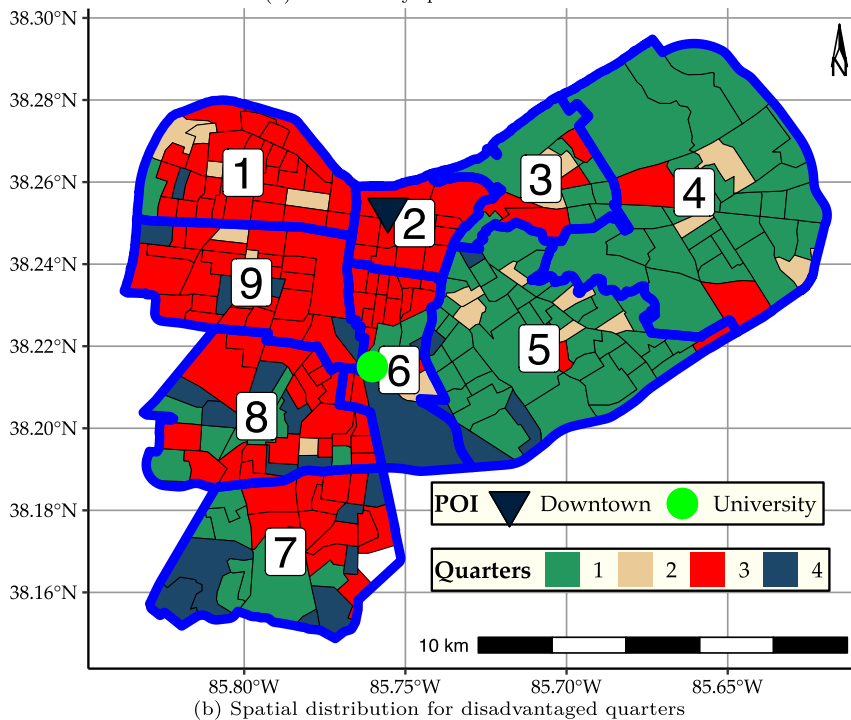 38.30°N
N
38.28°N
1
3
38.26°N
4
2
38.24°N
9
5
38.22°N
6
8
38.20°N
POI Downtown University
38.18°N
7
Quarters 1 2 3 4
38.16°N
10 km
85.80°W 85.75°W 85.70°W 85.65°W
(b) Spatial distribution for disadvantaged quarters